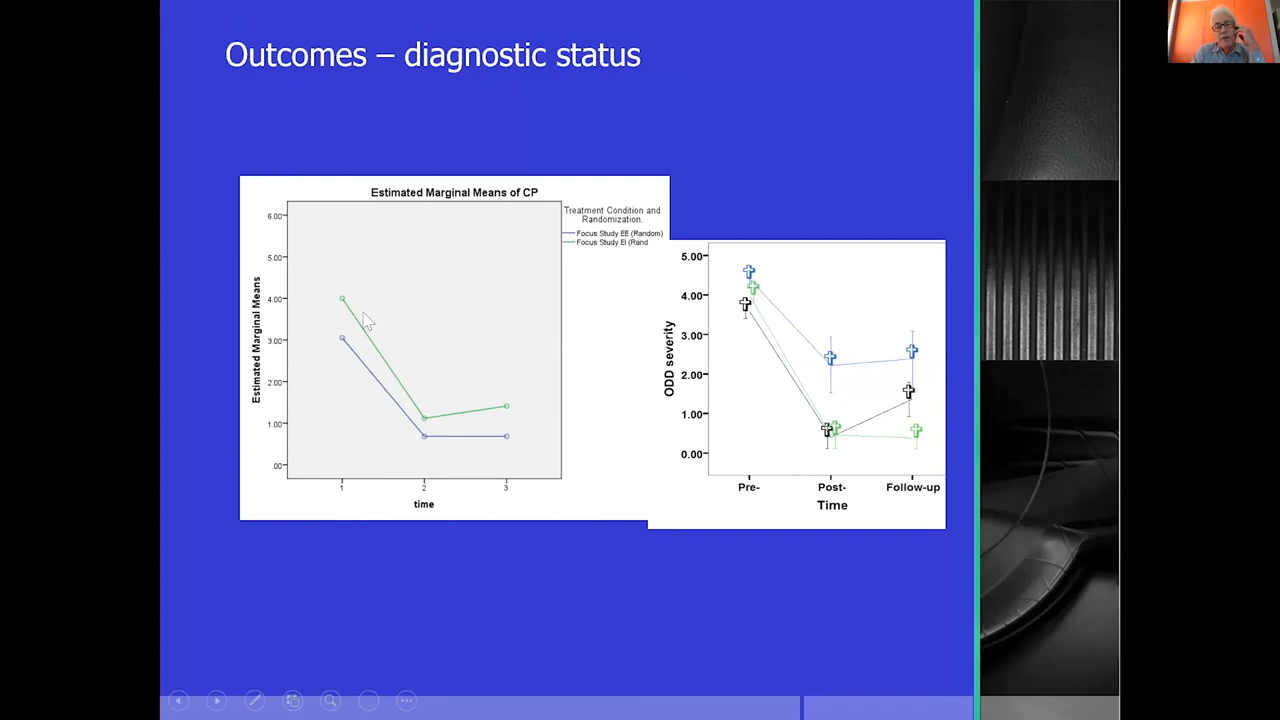 Outcomes – diagnostic status
Estimated Marginal Means of CP
Treatment Condition and
Randomization.
Focus Study EE (Random)
Focus Study EI (Rand
6.00
5.00
4.00
3.00
2.00
1.00
.00
Estimated Marginal Means
1
2
3
time
5.00
4.00
3.00
2.00
1.00
0.00
ODD severity
Pre-
Post-
Follow-up
Time